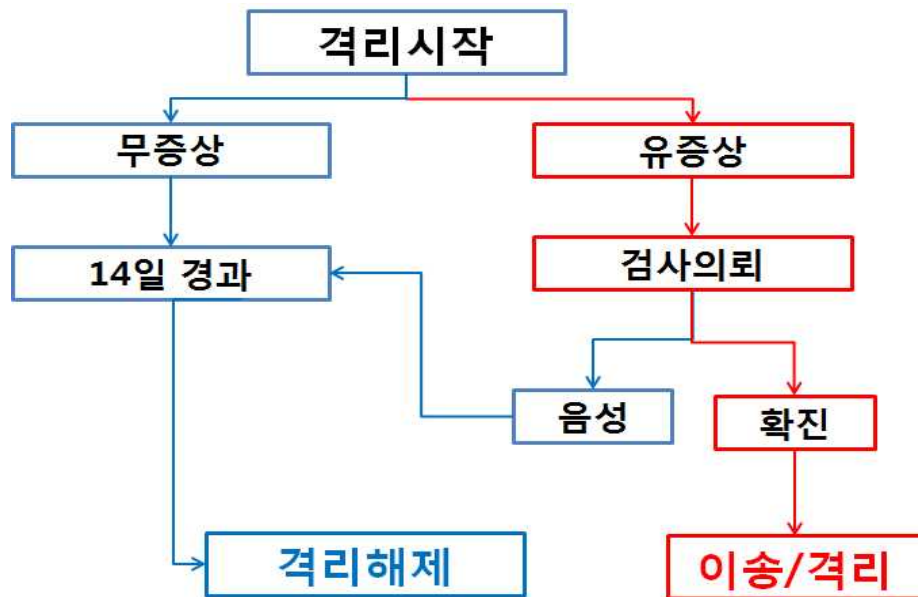 격리시작
무증상
유증상
14일 경과
검사의뢰
음성
확진
격리해제
이송/격리